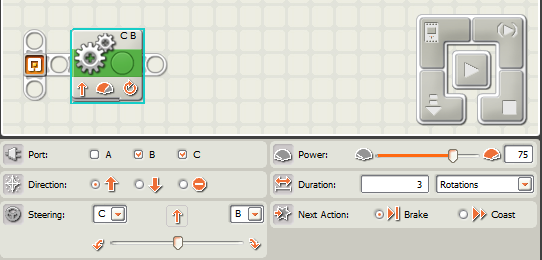 C B
Port: A B C
Direction:
Steering: C B
Power: 75
Duration: 3 Rotations
Next Action: Brake Coast